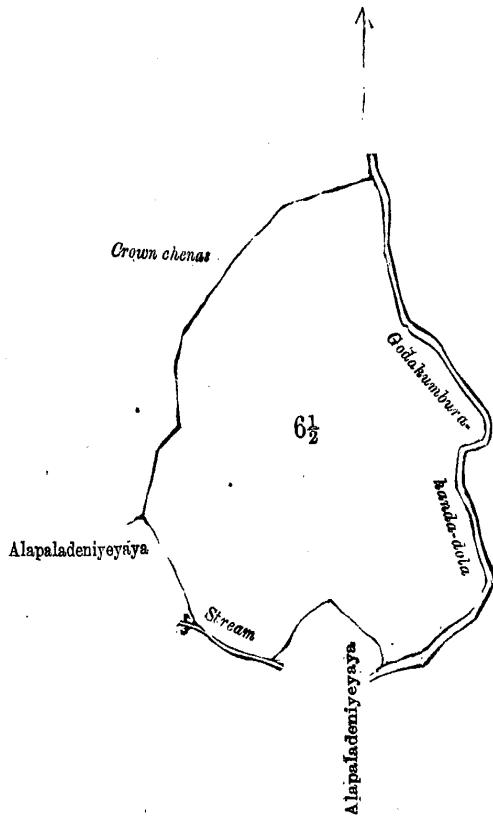 Crown chenas
Godakumbura-
6½
kanda-dola
Alapaladeniyeyaya
Stream
Alapaladeniyeyaya